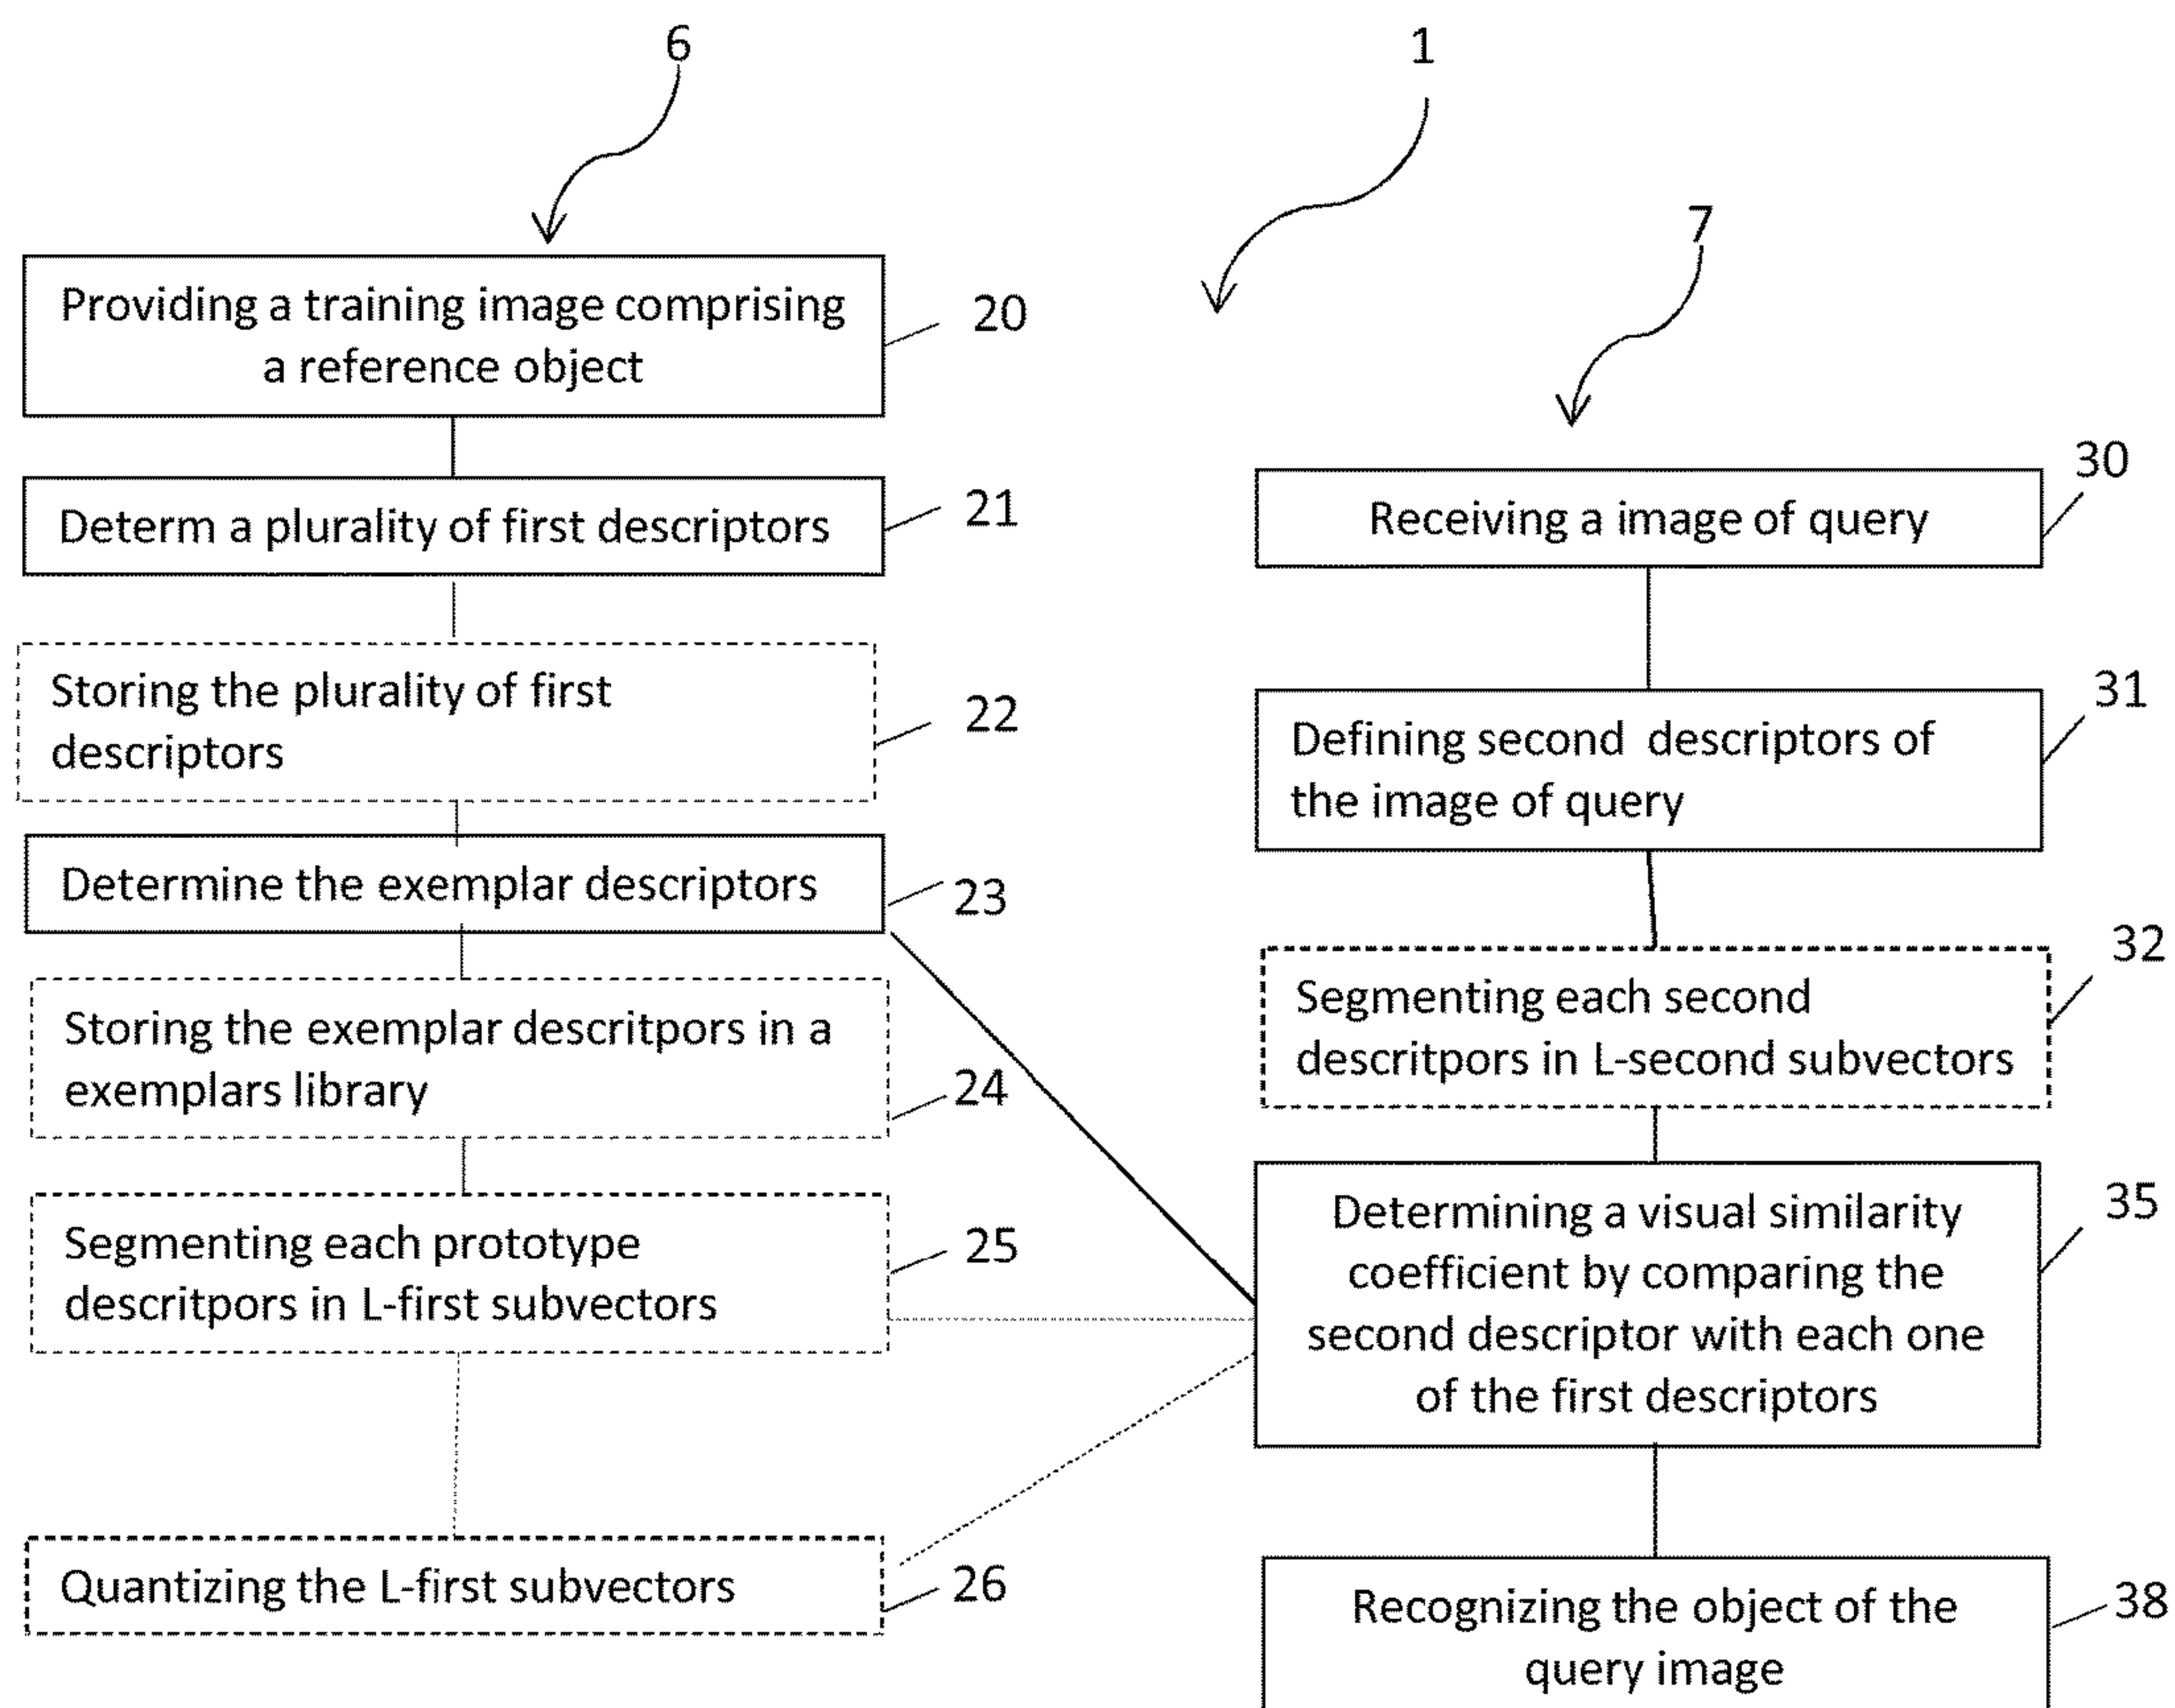 6
1
7
Providing a training image comprising
a reference object
20
Determ a plurality of first descriptors
21
Storing the plurality of first
descriptors
22
Determine the exemplar descriptors
23
Storing the exemplar descritpors in a
exemplars library
24
Segmenting each prototype
descritpors in L-first subvectors
25
Quantizing the L-first subvectors
26
Receiving a image of query
30
Defining second descriptors of
the image of query
31
Segmenting each second
descritpors in L-second subvectors
32
Determining a visual similarity
coefficient by comparing the
second descriptor with each one
of the first descriptors
35
Recognizing the object of the
query image
38